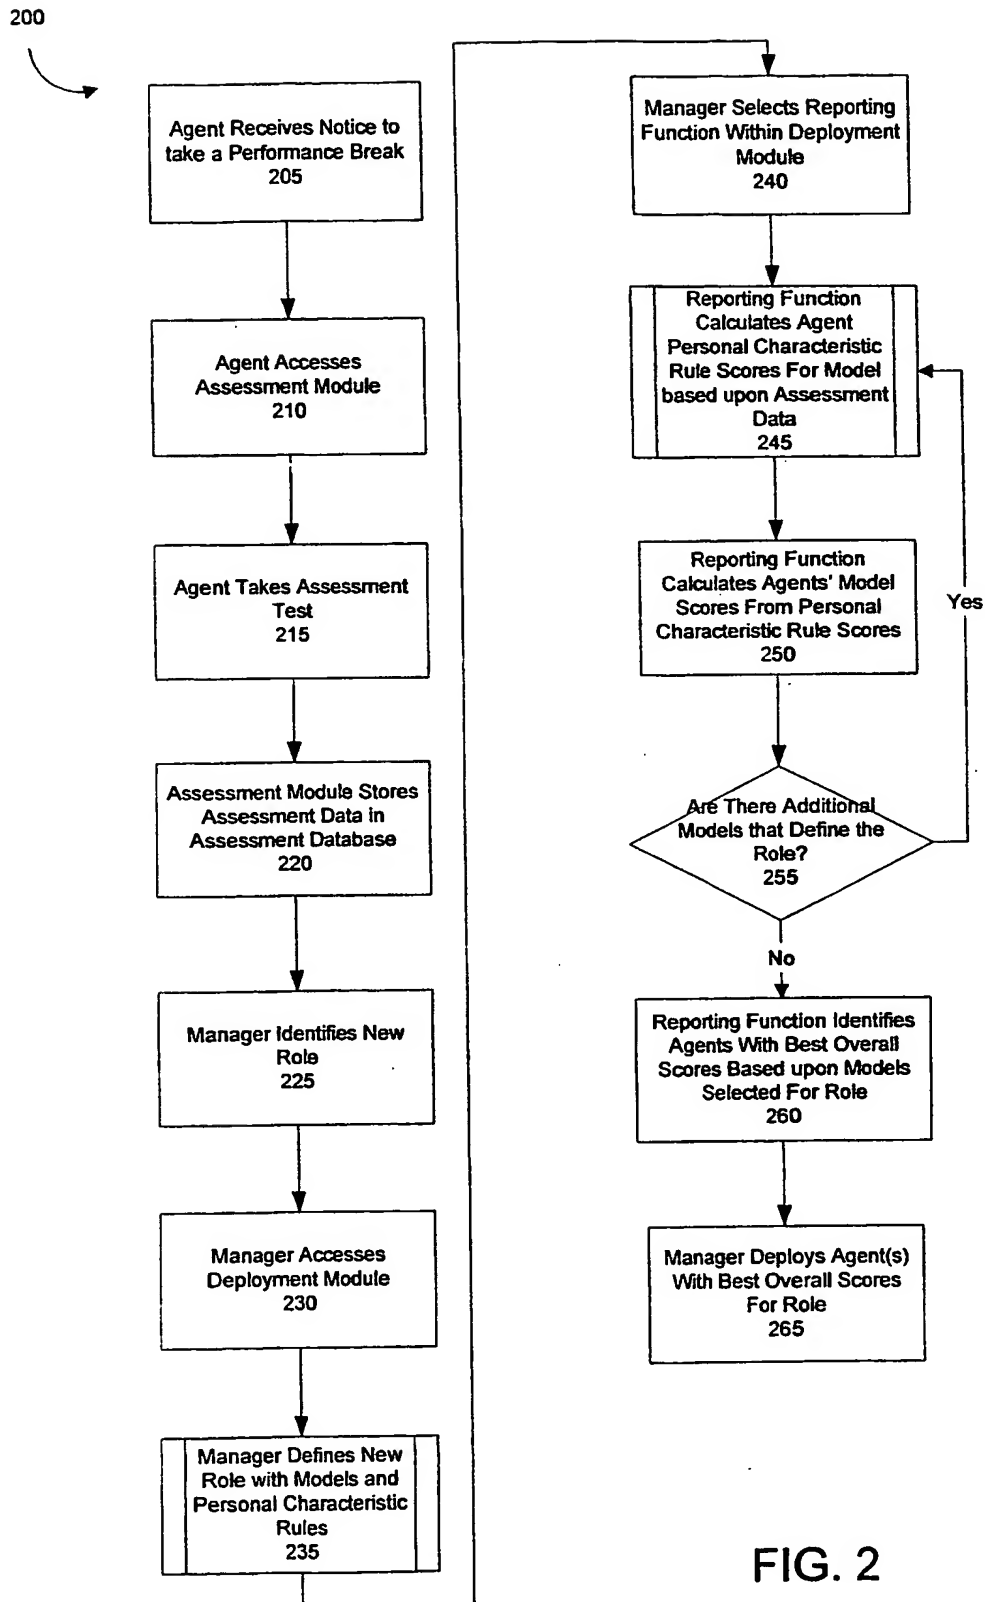 200
Agent Receives Notice to
take a Performance Break
205
Agent Accesses
Assessment Module
210
Agent Takes Assessment
Test
215
Assessment Module Stores
Assessment Data in
Assessment Database
220
Manager Identifies New
Role
225
Manager Accesses
Deployment Module
230
Manager Defines New
Role with Models and
Personal Characteristic
Rules
235
Manager Selects Reporting
Function Within Deployment
Module
240
Reporting Function
Calculates Agent
Personal Characteristic
Rule Scores For Model
based upon Assessment
Data
245
Reporting Function
Calculates Agents' Model
Scores From Personal
Characteristic Rule Scores
250
Yes
Are There Additional
Models that Define the
Role?
255
No
Reporting Function Identifies
Agents With Best Overall
Scores Based upon Models
Selected For Role
260
Manager Deploys Agent(s)
With Best Overall Scores
For Role
265
FIG. 2